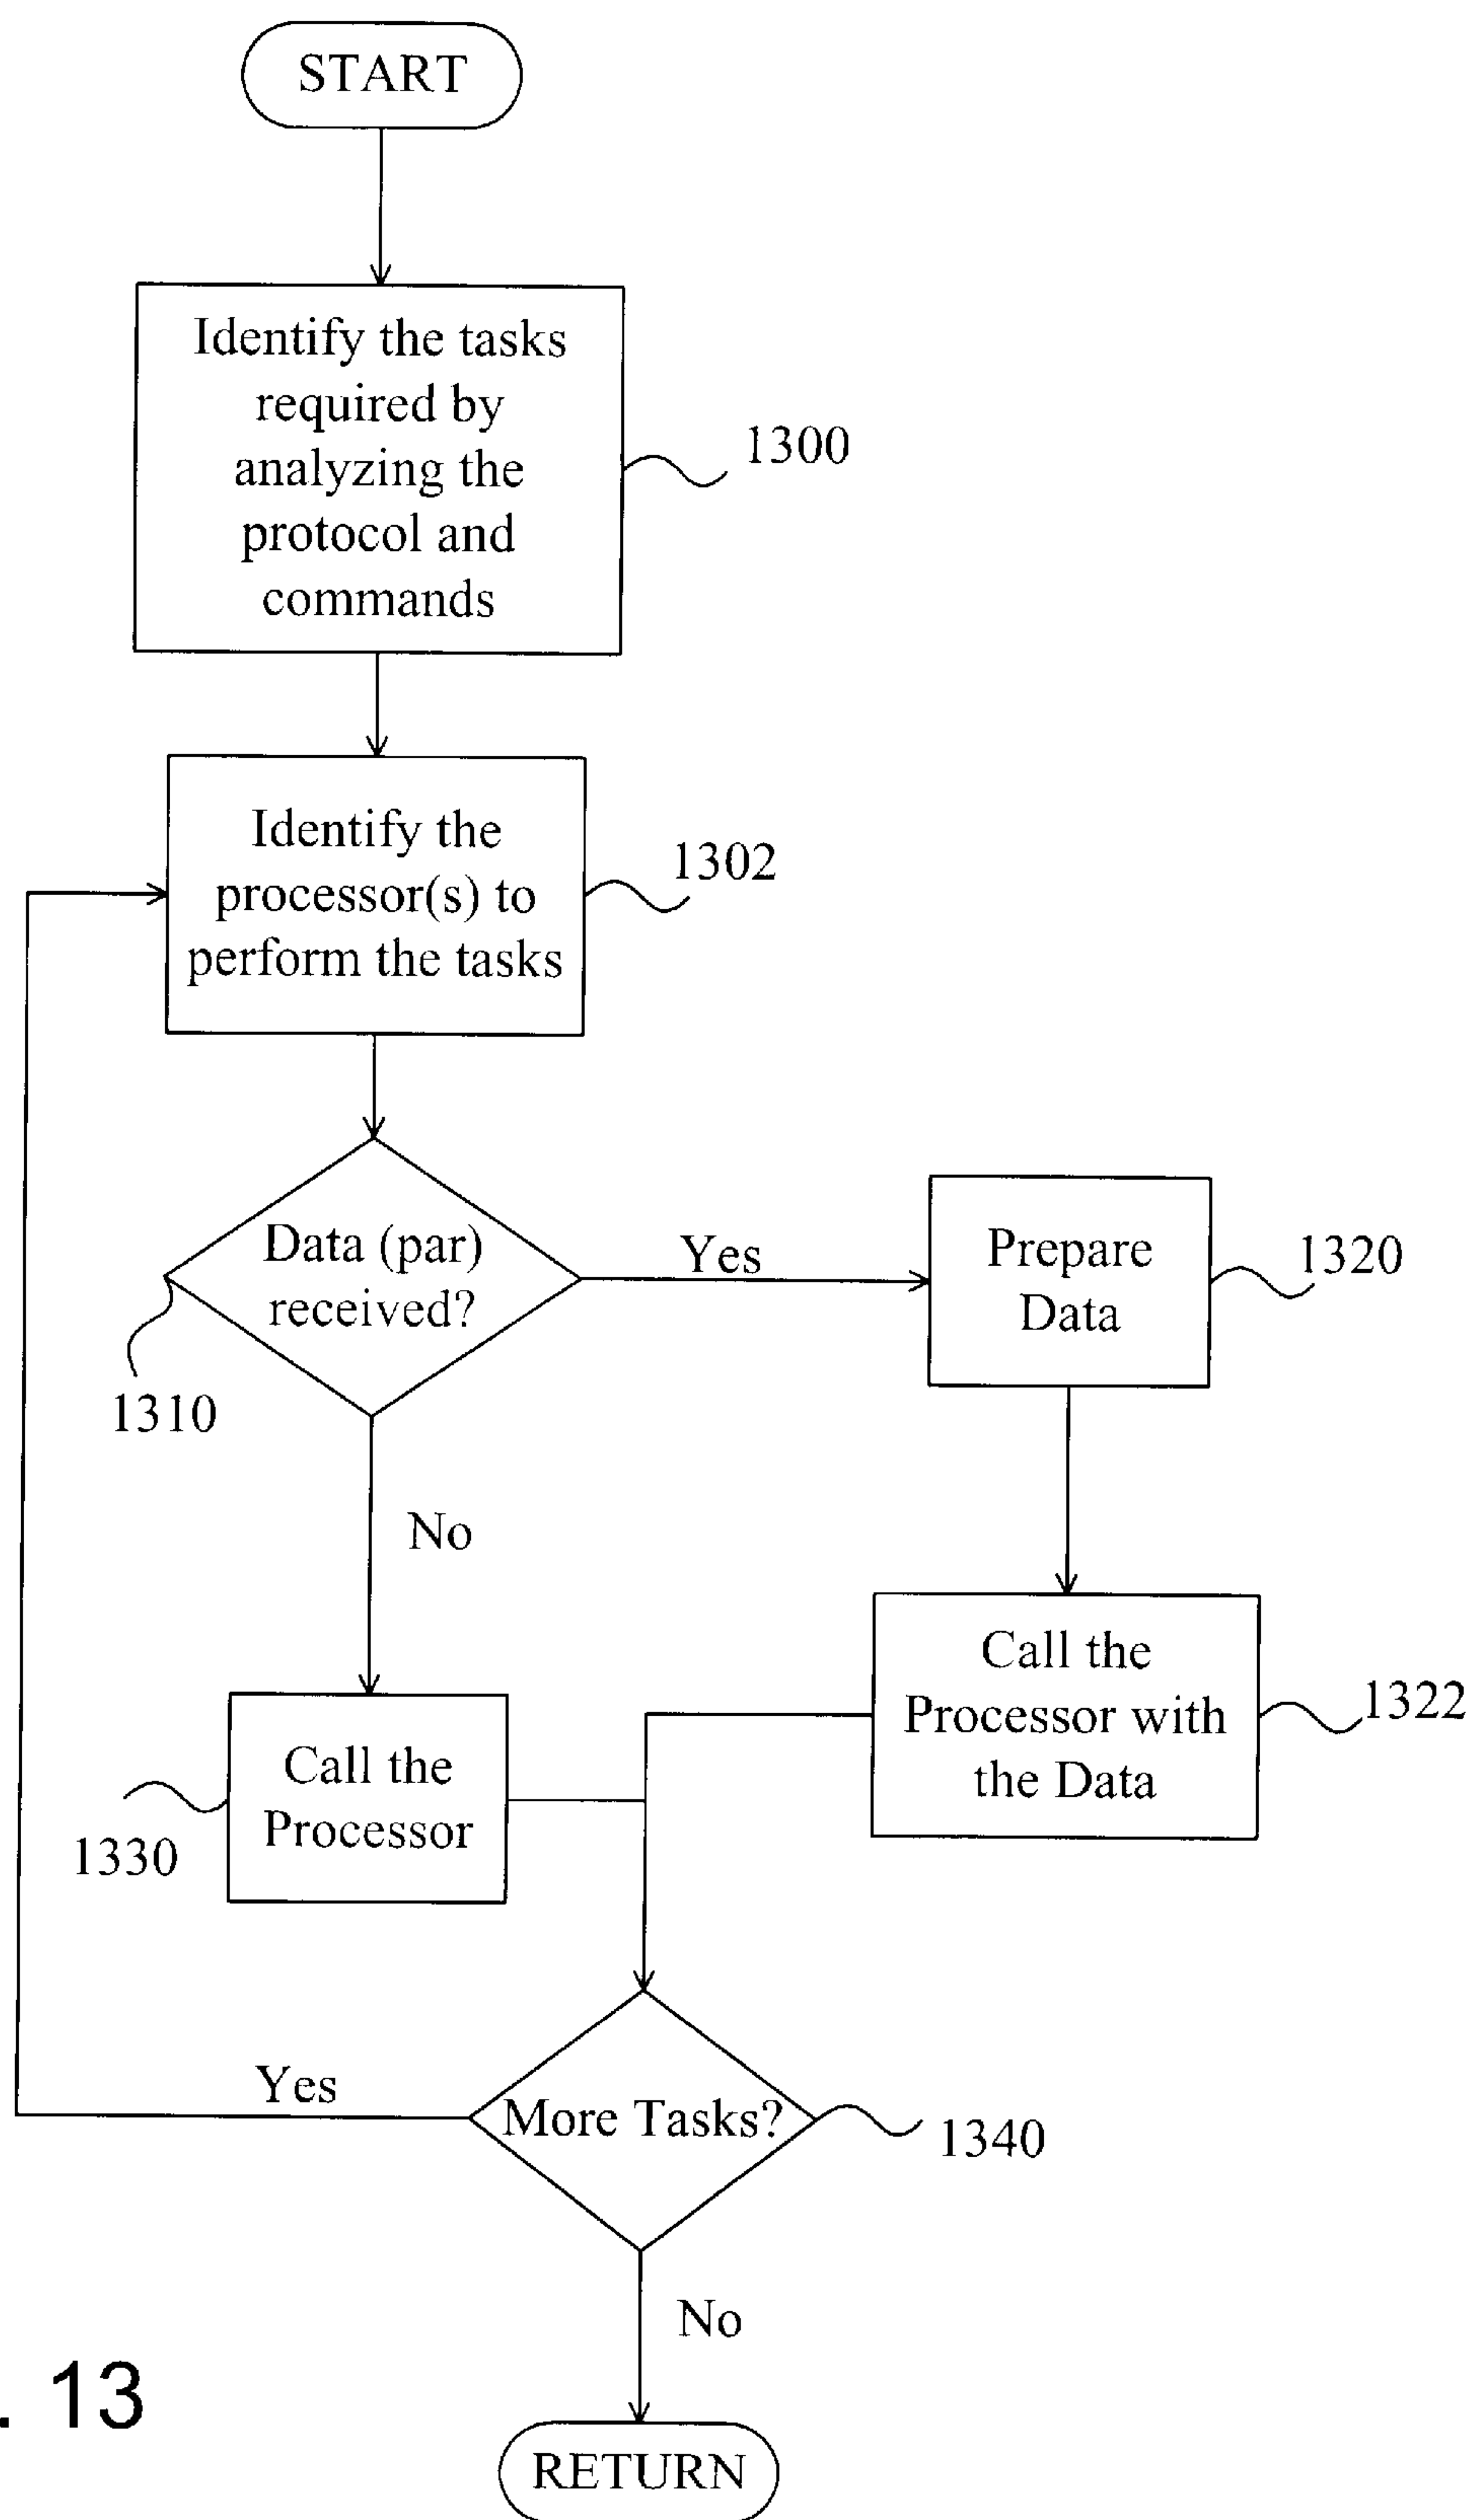 START
Identify the tasks
required by
analyzing the
protocol and
commands
1300
Identify the
processor(s) to
perform the tasks
1302
Data (par)
received?
1310
Yes
Prepare
Data
1320
No
Call the
Processor with
the Data
1322
Call the
Processor
1330
More Tasks?
1340
Yes
No
RETURN
. 13